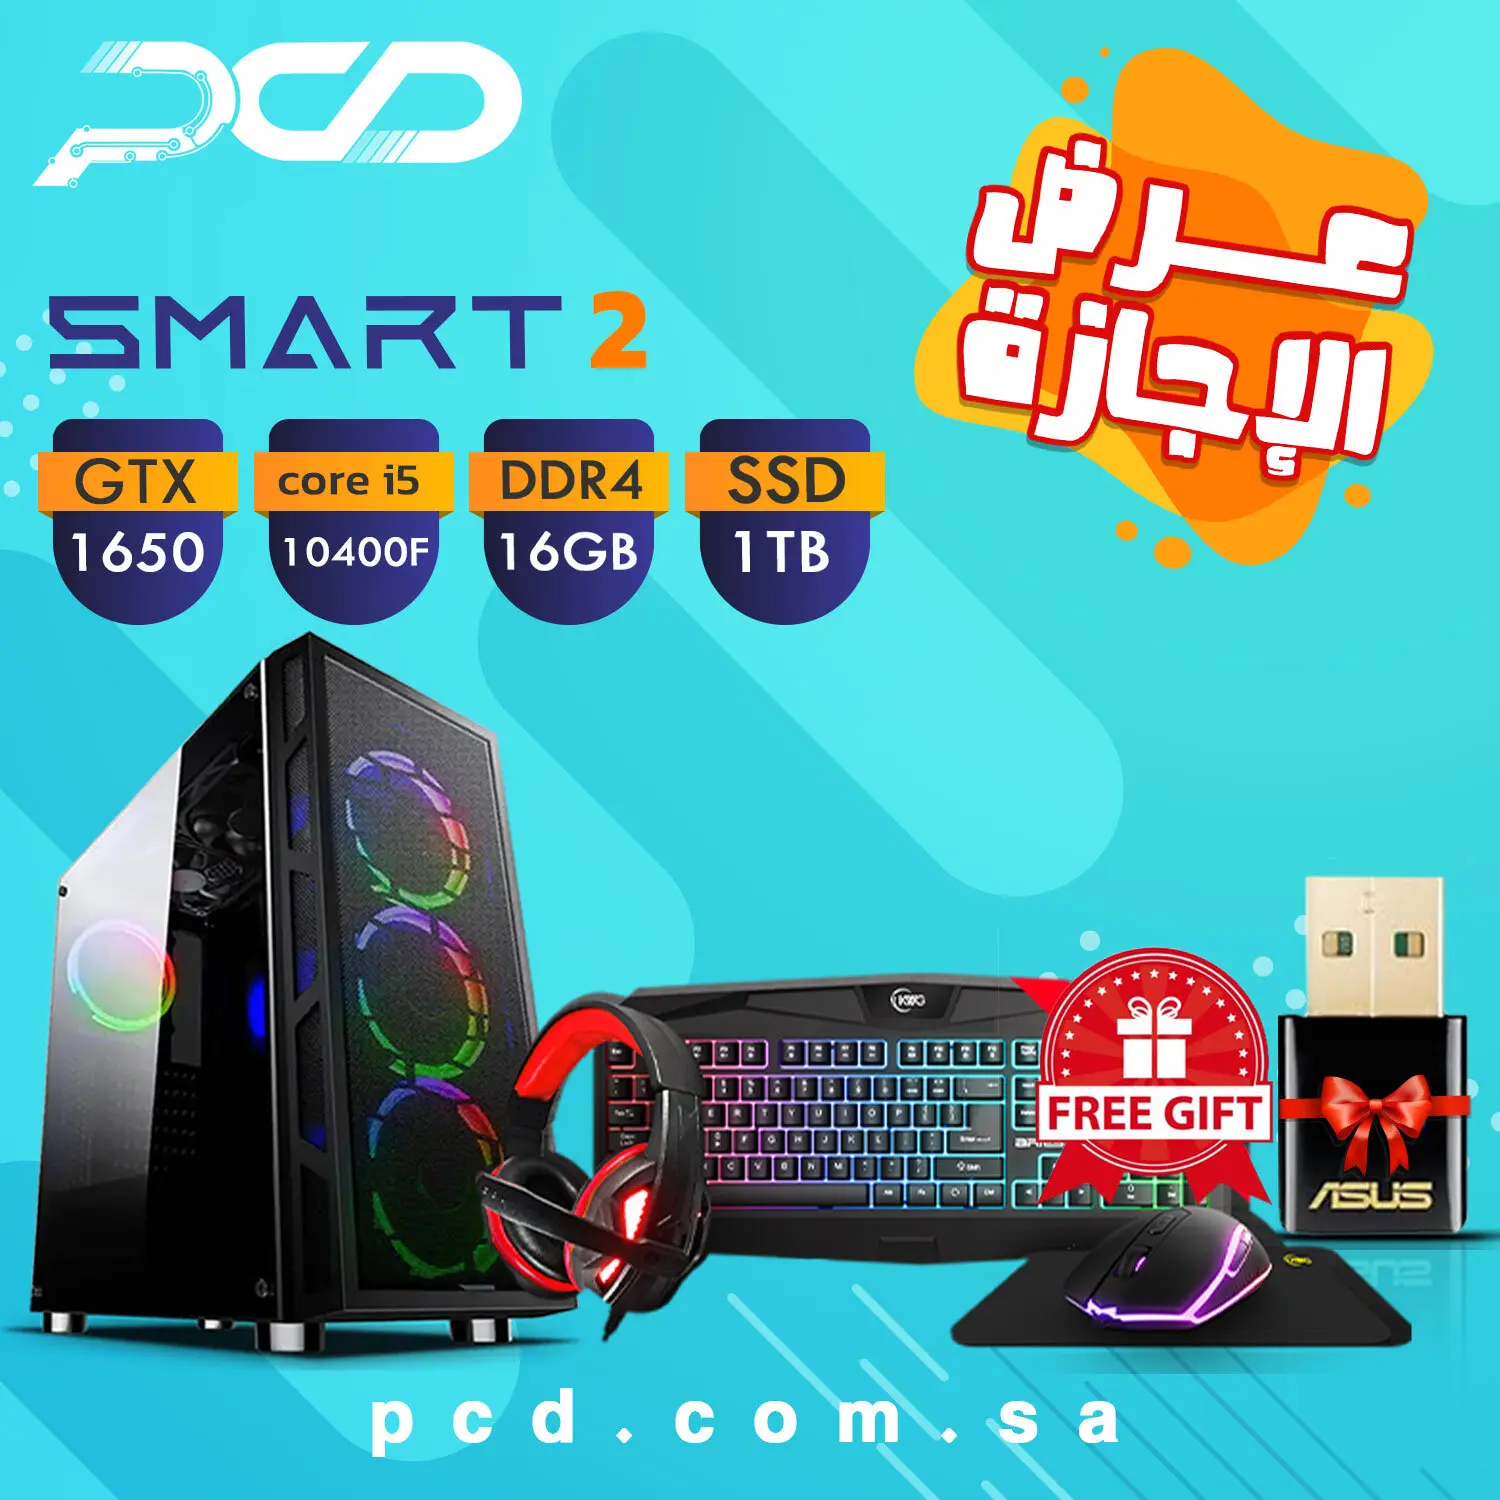 PCD
عرض
الإجازة
SMART 2
GTX
1650
core i5
10400F
DDR4
16GB
SSD
1TB
KWG
FREE GIFT
ASUS
pcd.com.sa